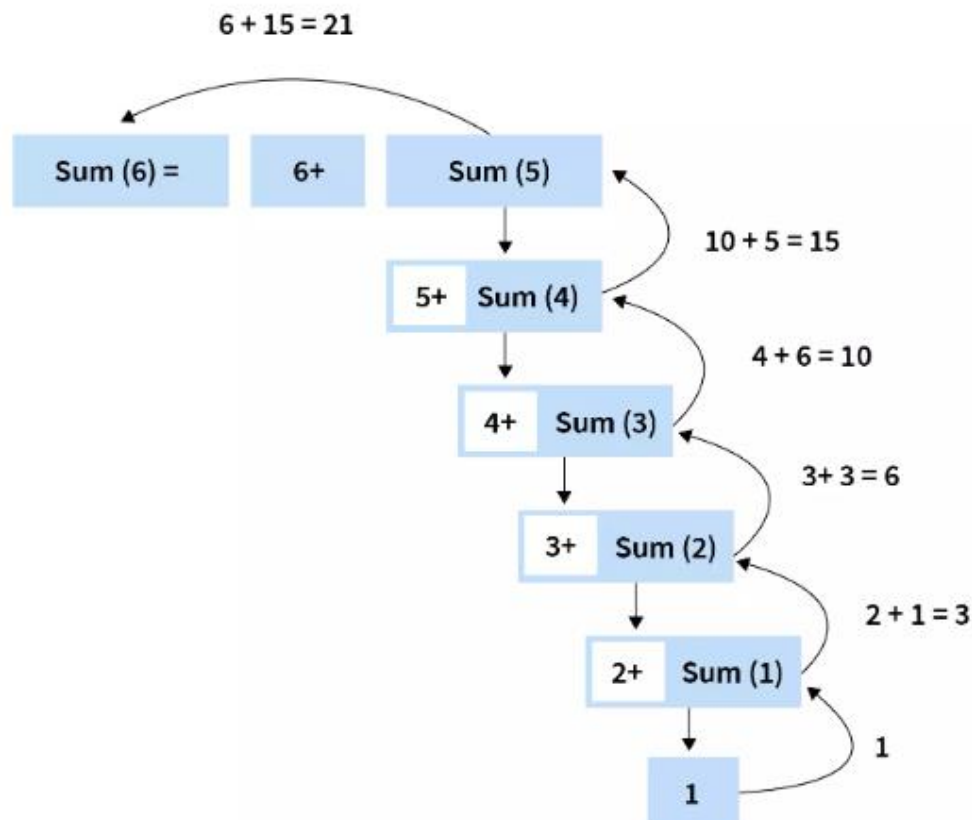 6 + 15 = 21
Sum (6) =
6+
Sum (5)
10 + 5 = 15
5+
Sum (4)
4 + 6 = 10
4+
Sum (3)
3+ 3 = 6
3+
Sum (2)
2 + 1 = 3
2+
Sum (1)
1
1